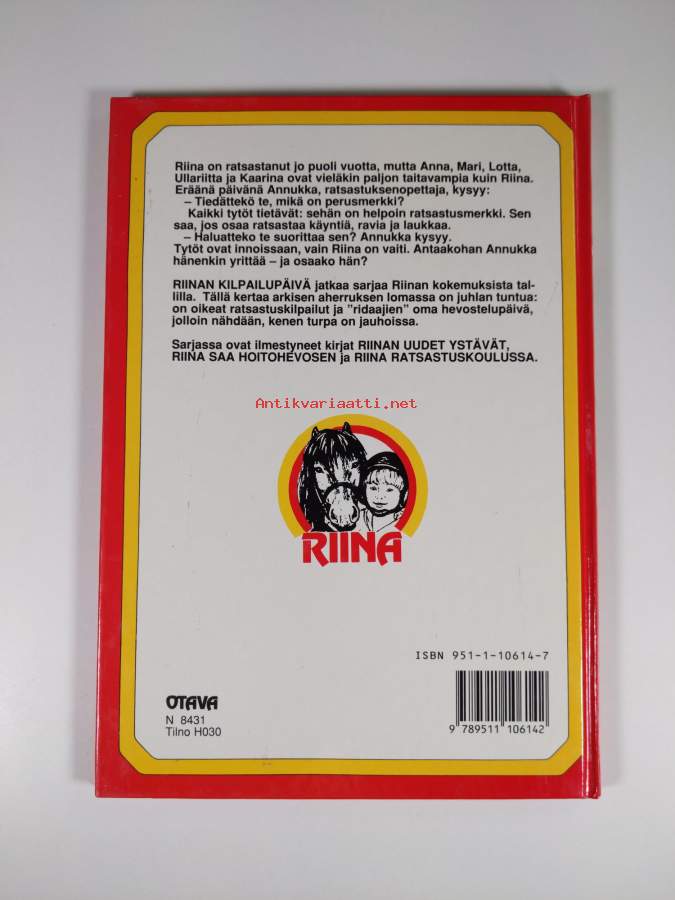 Riina on ratsastanut jo puoli vuotta, mutta Anna, Mari, Lotta,
Ullariitta ja Kaarina ovat vieläkin paljon taitavampia kuin Riina.
Eräänä päivänä Annukka, ratsastuksenopettaja, kysyy:
– Tiedättekö te, mikä on perusmerkki?
Kaikki tytöt tietävät: sehän on helpoin ratsastusmerkki. Sen
saa, jos osaa ratsastaa käyntiä, ravia ja laukkaa.
– Haluatteko te suorittaa sen? Annukka kysyy.
Tytöt ovat innoissaan, vain Riina on vaiti. Antaakohan Annukka
hänenkin yrittää – ja osaako hän?
RIINAN KILPAILUPÄIVÄ jatkaa sarjaa Riinan kokemuksista tal-
lilla. Tällä kertaa arkisen aherruksen lomassa on juhlan tuntua:
on oikeat ratsastuskilpailut ja ”ridaajien” oma hevostelupäivä,
jolloin nähdään, kenen turpa on jauhoissa.
Sarjassa ovat ilmestyneet kirjat RIINAN UUDET YSTÄVÄT,
RIINA SAA HOITOHEVOSEN ja RIINA RATSASTUSKOULUSSA.
Antikvariaatti.net
RIINA
ISBN 951-1-10614-7
OTAVA
N 8431
Tilno H030
9 789511 106142